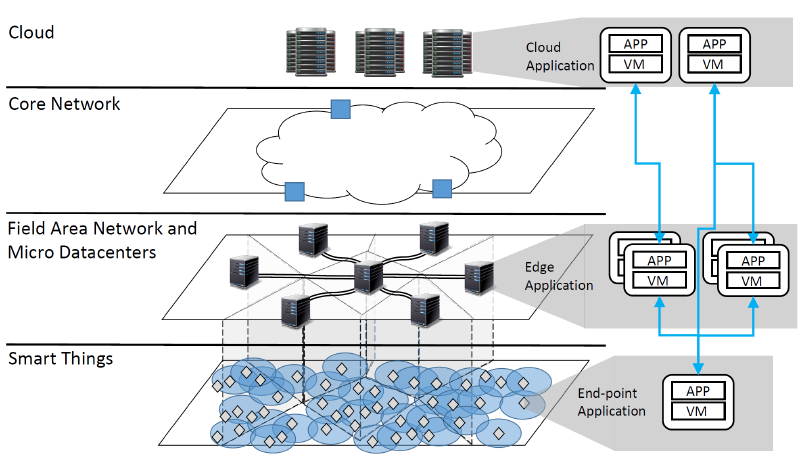 Cloud
Cloud
Application
APP
VM
APP
VM
Core Network
Field Area Network and
Micro Datacenters
Edge
Application
APP
VM
APP
VM
Smart Things
End-point
Application
APP
VM